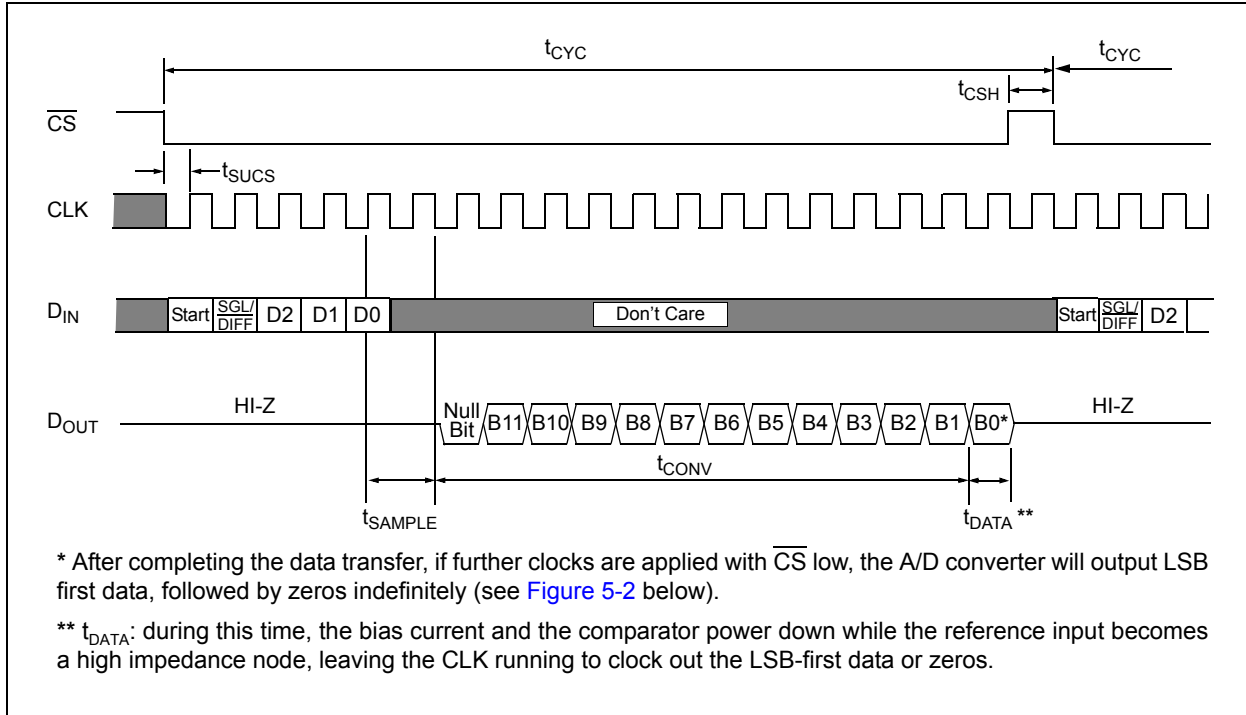 tCYC
tCYC
tCSH
CS
tSUCS
CLK
DIN
Start SGL/DIFF D2 D1 D0 Don't Care Start SGL/DIFF D2
HI-Z
HI-Z
DOUT
Null Bit B11 B10 B9 B8 B7 B6 B5 B4 B3 B2 B1 B0*
tCONV
tSAMPLE
tDATA **
* After completing the data transfer, if further clocks are applied with CS low, the A/D converter will output LSB
first data, followed by zeros indefinitely (see Figure 5-2 below).
** tDATA: during this time, the bias current and the comparator power down while the reference input becomes
a high impedance node, leaving the CLK running to clock out the LSB-first data or zeros.